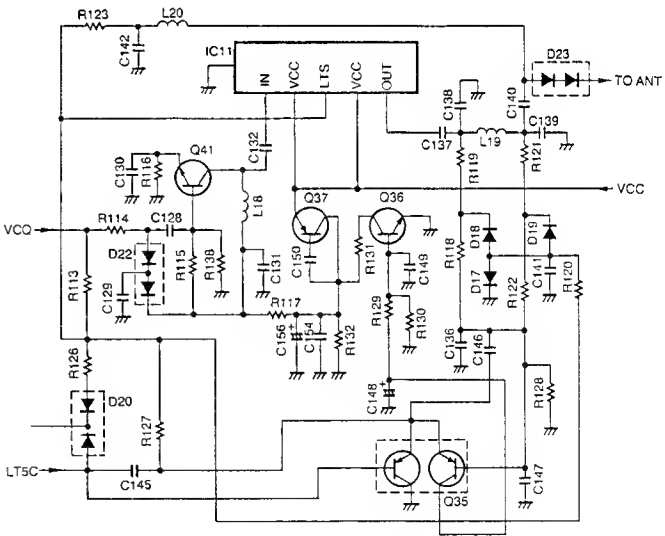 R123
L20
C142
IC11
IN
VCC
LTS
VCC
OUT
D23
TO ANT
C138
C140
C139
C137
L19
R119
R121
C132
C130
R116
Q41
L18
Q37
Q36
VCC
VCO
R114
C128
D22
R115
R138
C131
C150
R131
C149
R118
D18
D17
D19
C141
R120
R122
R113
C129
R117
C156
+
C154
R132
R129
R130
C136
C146
R126
D20
R127
C148
+
R128
LT5C
C145
Q35
C147